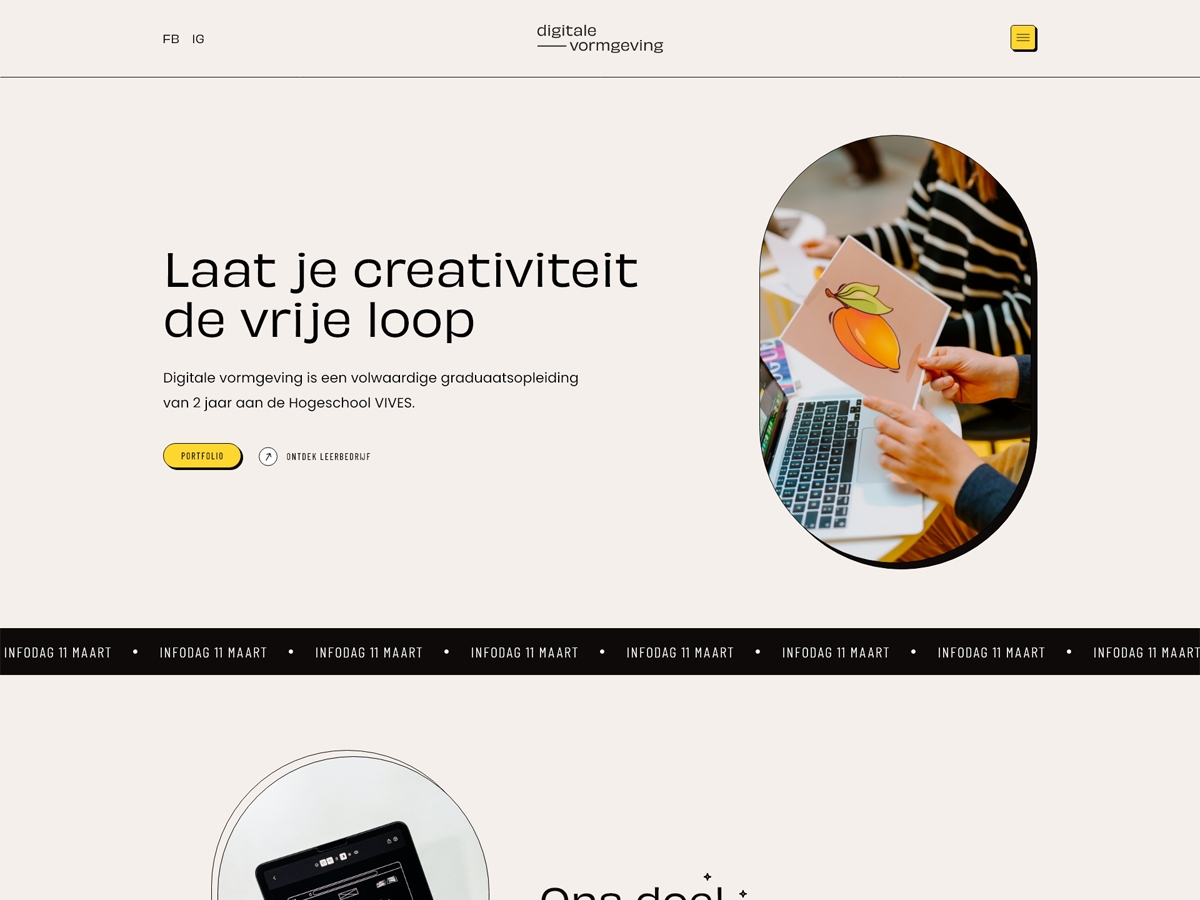 FB IG
digitale
vormgeving
Laat je creativiteit
de vrije loop
Digitale vormgeving is een volwaardige graduaatsopleiding
van 2 jaar aan de Hogeschool VIVES.
PORTFOLIO
ONTDEK LEERBEDRIJF
INFODAG 11 MAART • INFODAG 11 MAART • INFODAG 11 MAART • INFODAG 11 MAART • INFODAG 11 MAART • INFODAG 11 MAART • INFODAG 11 MAART • INFODAG 11 MAART
Ons doel